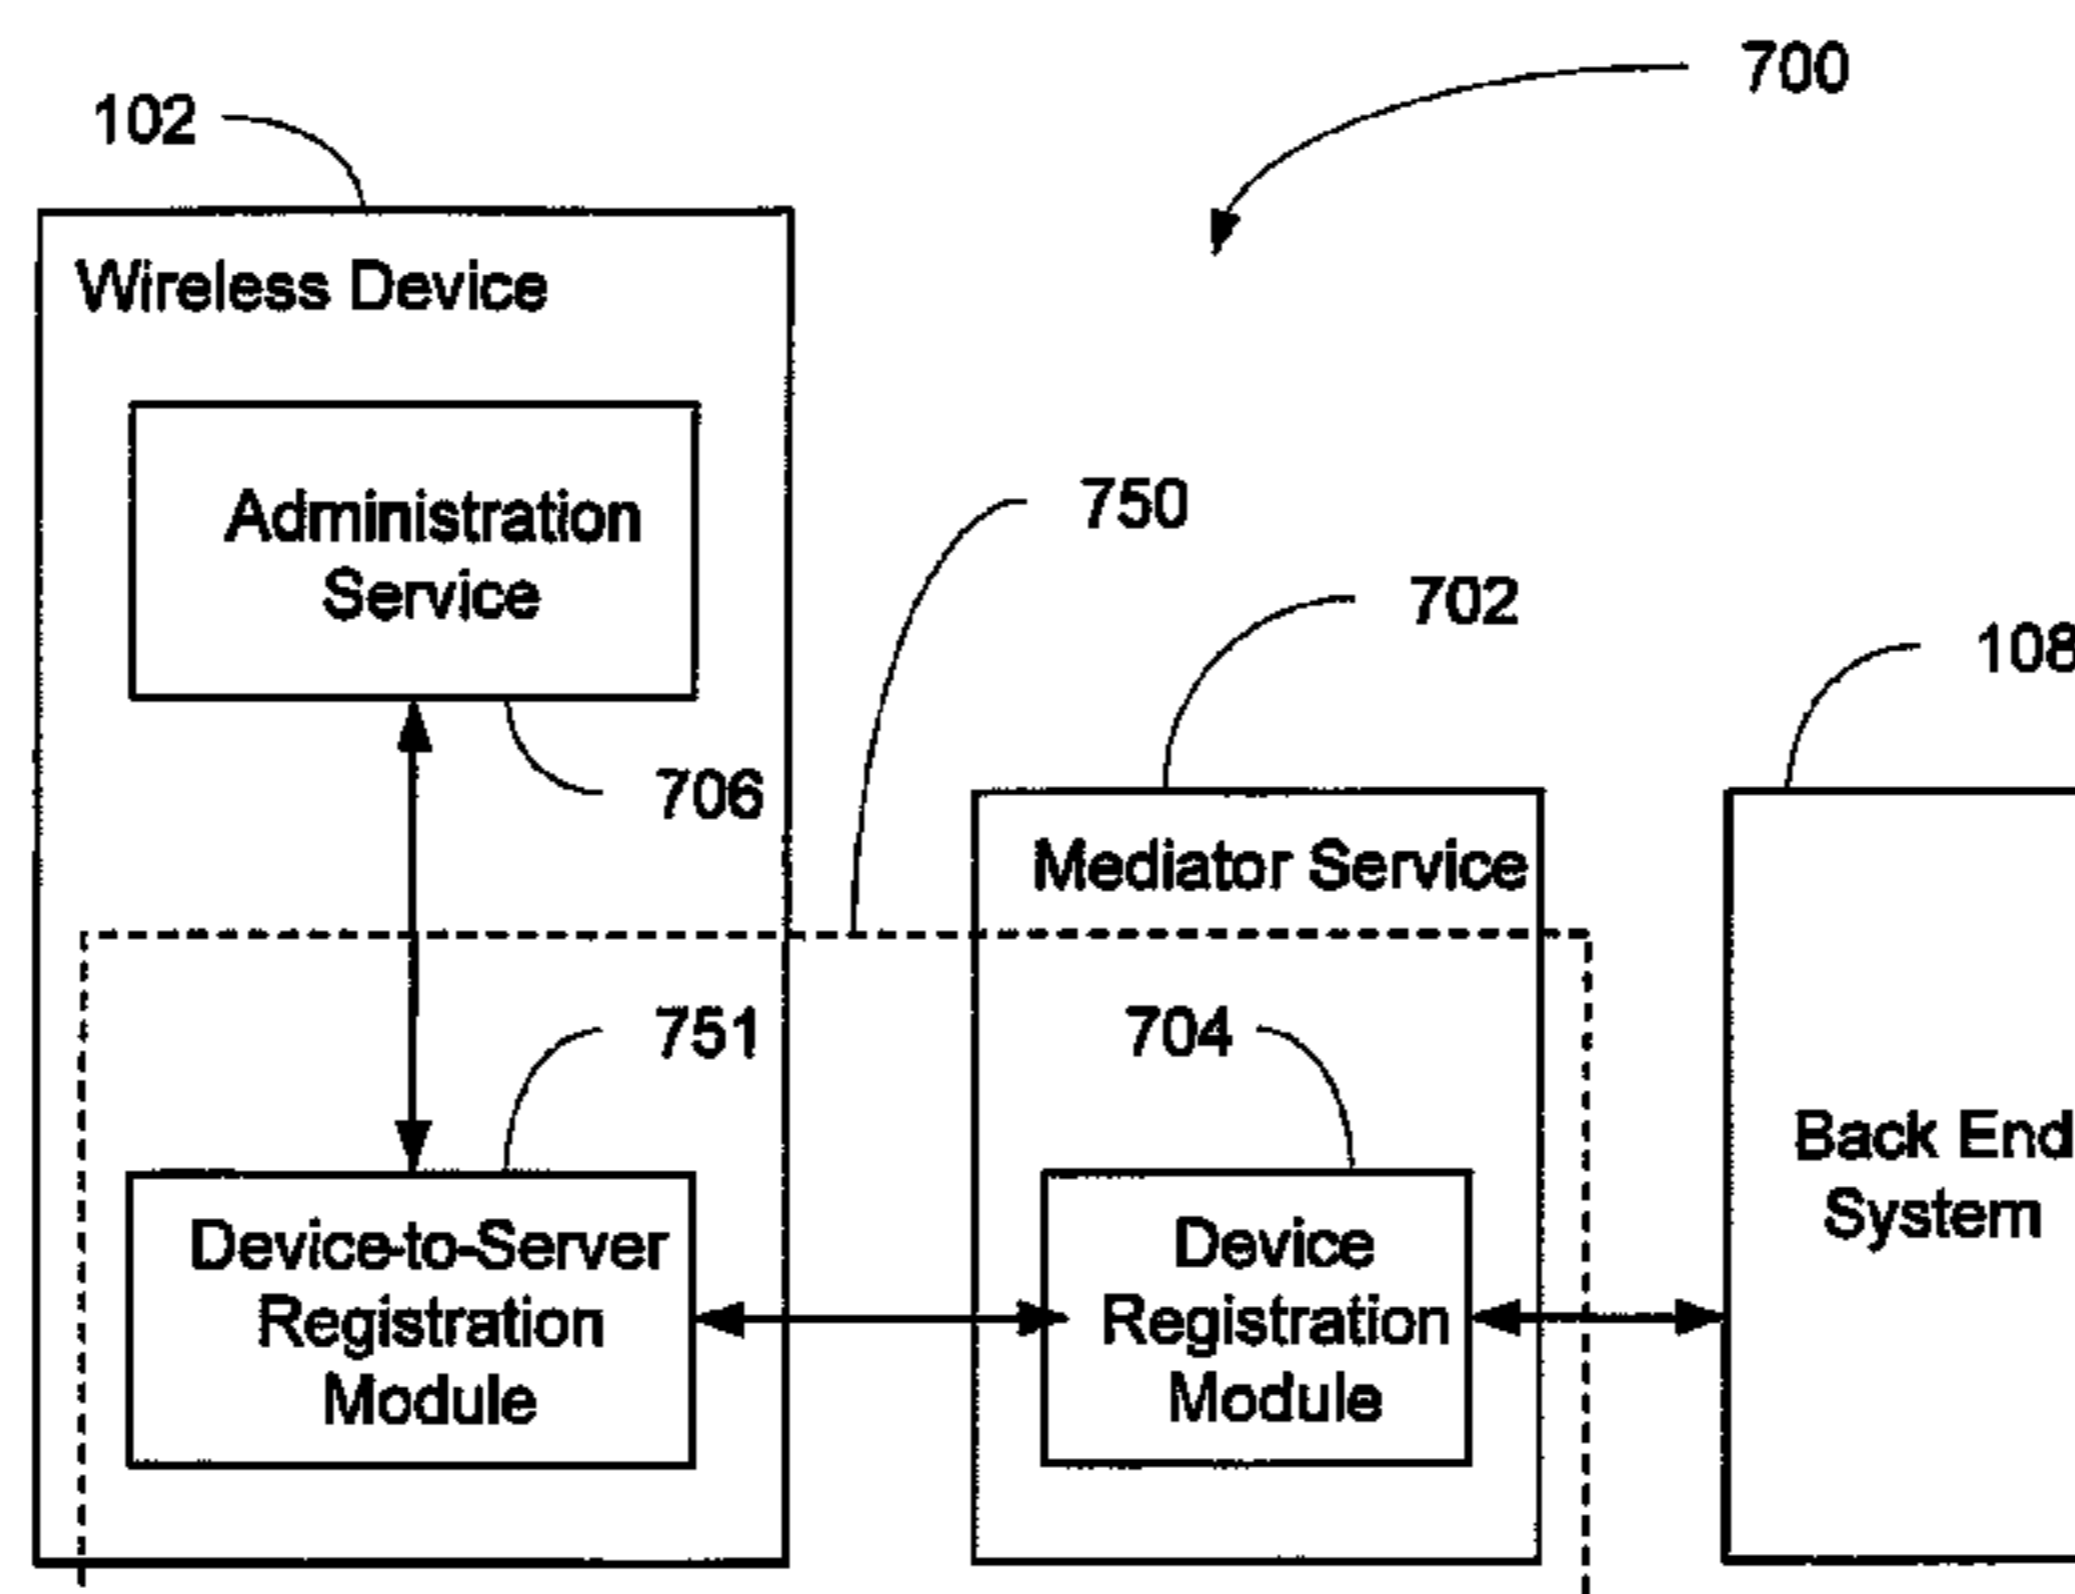 700
102
Wireless Device
Administration
Service
750
702
108
706
Mediator Service
751
704
Device-to-Server
Registration
Module
Device
Registration
Module
Back End
System